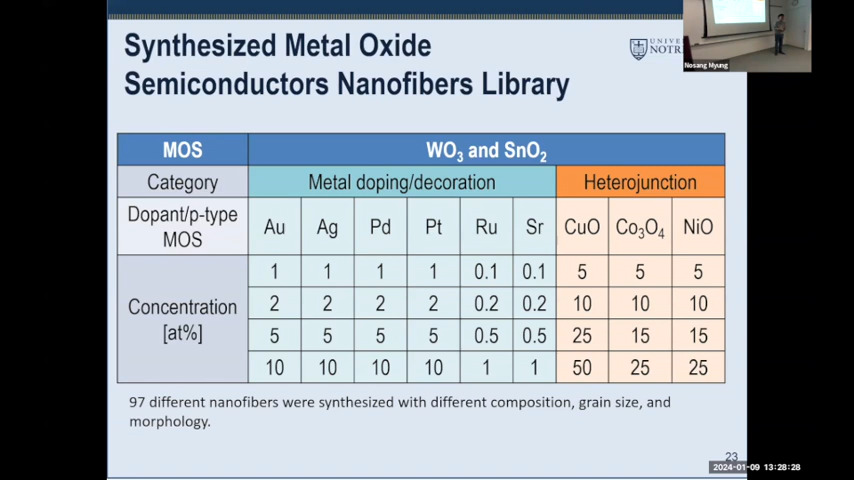 Synthesized Metal Oxide
Semiconductors Nanofibers Library
UNIVE
NOTR
Nosang Myung
MOS WO₃ and SnO₂
Category Metal doping/decoration Heterojunction
Dopant/p-type
MOS
Au Ag Pd Pt Ru Sr CuO Co₃O₄ NiO
Concentration
[at%]
1 1 1 1 0.1 0.1 5 5 5
2 2 2 2 0.2 0.2 10 10 10
5 5 5 5 0.5 0.5 25 15 15
10 10 10 10 1 1 50 25 25
97 different nanofibers were synthesized with different composition, grain size, and
morphology.
23
2024-01-09 13:28:28